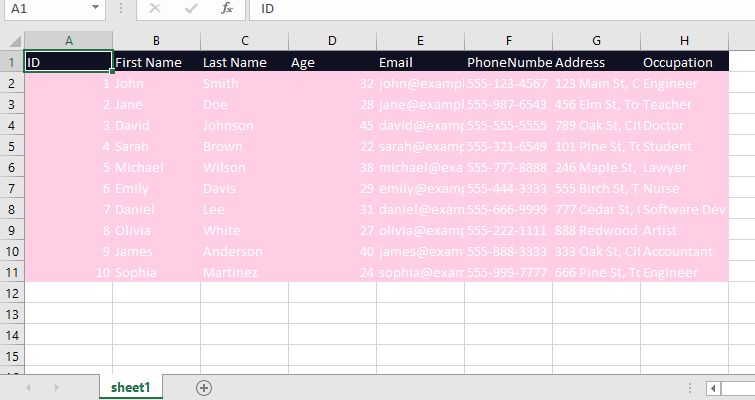 A1 fx ID
A B C D E F G H
1 ID First Name Last Name Age Email PhoneNumbe Address Occupation
2 1 John Smith 32 john@exampl 555-123-4567 123 Main St, C Engineer
3 2 Jane Doe 28 jane@exampl 555-987-6543 456 Elm St, To Teacher
4 3 David Johnson 45 david@examp 555-555-5555 789 Oak St, Cit Doctor
5 4 Sarah Brown 22 sarah@examp 555-321-6549 101 Pine St, To Student
6 5 Michael Wilson 38 michael@exa 555-777-8888 246 Maple St, Lawyer
7 6 Emily Davis 29 emily@examp 555-444-3333 555 Birch St, T Nurse
8 7 Daniel Lee 31 daniel@exam 555-666-9999 777 Cedar St, Software Dev
9 8 Olivia White 27 olivia@examp 555-222-1111 888 Redwood Artist
10 9 James Anderson 40 james@exam 555-888-3333 333 Oak St, Cit Accountant
11 10 Sophia Martinez 24 sophia@exam 555-999-7777 666 Pine St, To Engineer
12
13
14
15
sheet1